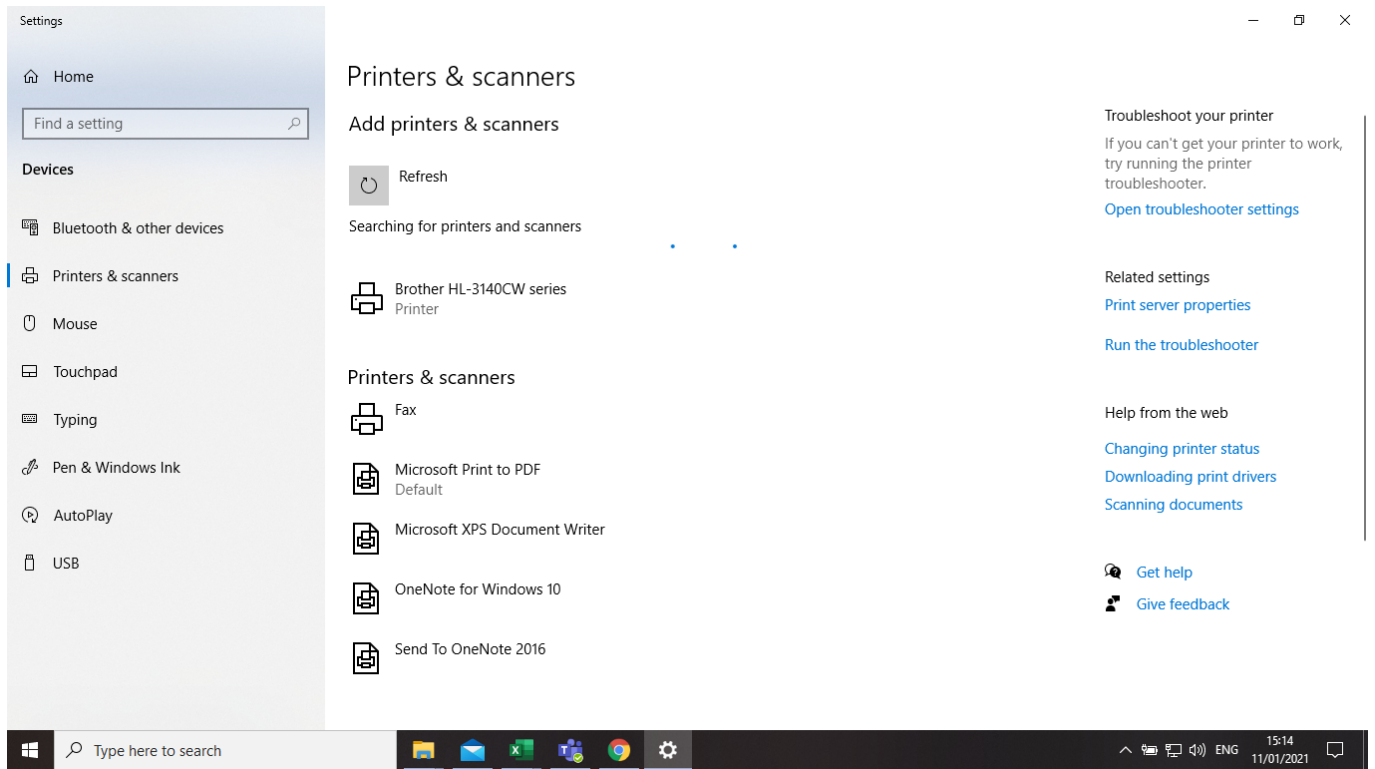 Settings
Home
Find a setting
Devices
Bluetooth & other devices
Printers & scanners
Mouse
Touchpad
Typing
Pen & Windows Ink
AutoPlay
USB
Printers & scanners
Add printers & scanners
Refresh
Searching for printers and scanners
Brother HL-3140CW series
Printer
Printers & scanners
Fax
Microsoft Print to PDF
Default
Microsoft XPS Document Writer
OneNote for Windows 10
Send To OneNote 2016
Troubleshoot your printer
If you can't get your printer to work,
try running the printer
troubleshooter.
Open troubleshooter settings
Related settings
Print server properties
Run the troubleshooter
Help from the web
Changing printer status
Downloading print drivers
Scanning documents
Get help
Give feedback
Type here to search
ENG
15:14
11/01/2021